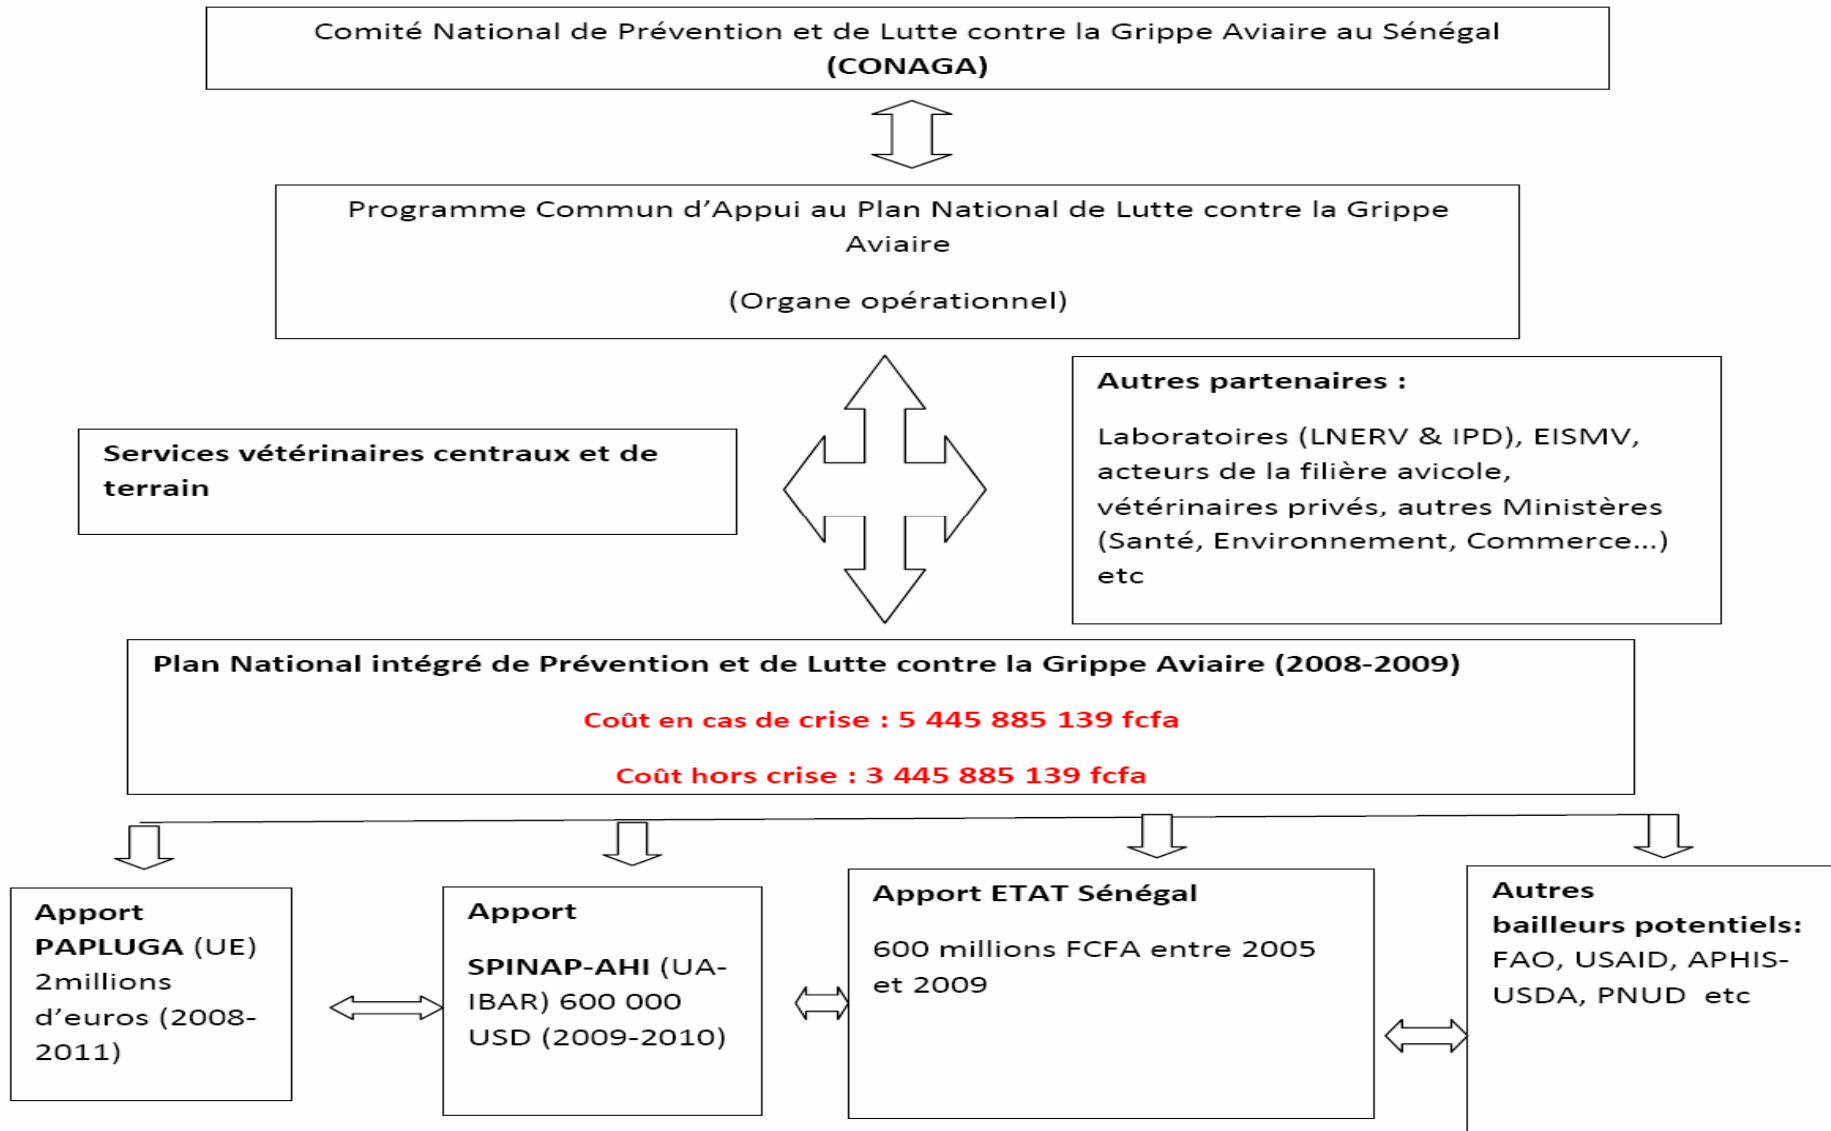 Comité National de Prévention et de Lutte contre la Grippe Aviaire au Sénégal
(CONAGA)
Programme Commun d’Appui au Plan National de Lutte contre la Grippe
Aviaire
(Organe opérationnel)
Services vétérinaires centraux et de
terrain
Autres partenaires :
Laboratoires (LNERV & IPD), EISMV,
acteurs de la filière avicole,
vétérinaires privés, autres Ministères
(Santé, Environnement, Commerce...)
etc
Plan National intégré de Prévention et de Lutte contre la Grippe Aviaire (2008-2009)
Coût en cas de crise : 5 445 885 139 fcfa
Coût hors crise : 3 445 885 139 fcfa
Apport
PAPLUGA (UE)
2millions
d’euros (2008-
2011)
Apport
SPINAP-AHI (UA-
IBAR) 600 000
USD (2009-2010)
Apport ETAT Sénégal
600 millions FCFA entre 2005
et 2009
Autres
bailleurs potentiels:
FAO, USAID, APHIS-
USDA, PNUD etc